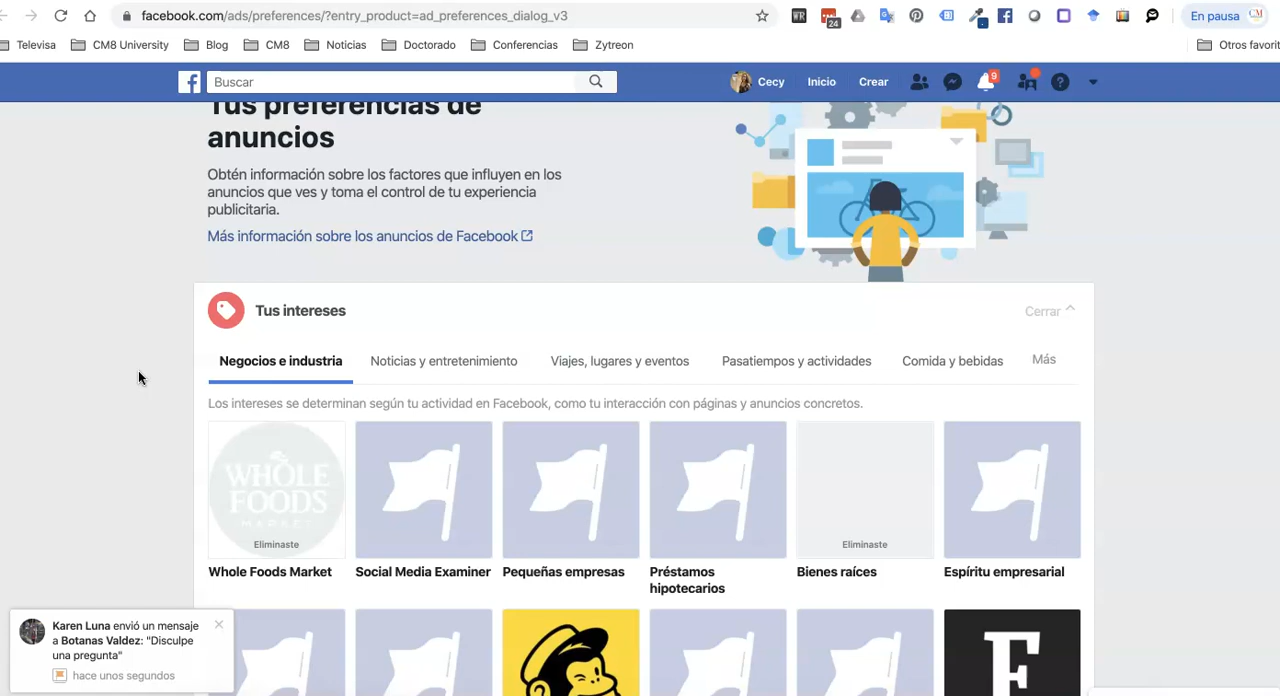 facebook.com/ads/preferences/?entry_product=ad_preferences_dialog_v3
WR
24
En pausa
Televisa
CM8 University
Blog
CM8
Noticias
Doctorado
Conferencias
Zytreon
Otros favorit
Buscar
Cecy
Inicio
Crear
9
Tus preferencias de
anuncios
Obtén información sobre los factores que influyen en los
anuncios que ves y toma el control de tu experiencia
publicitaria.
Más información sobre los anuncios de Facebook
Tus intereses
Cerrar
Negocios e industria
Noticias y entretenimiento
Viajes, lugares y eventos
Pasatiempos y actividades
Comida y bebidas
Más
Los intereses se determinan según tu actividad en Facebook, como tu interacción con páginas y anuncios concretos.
WHOLE
FOODS
MARKET
Eliminaste
Eliminaste
Whole Foods Market
Social Media Examiner
Pequeñas empresas
Préstamos
hipotecarios
Bienes raíces
Espíritu empresarial
F
Karen Luna envió un mensaje
a Botanas Valdez: "Disculpe
una pregunta"
hace unos segundos